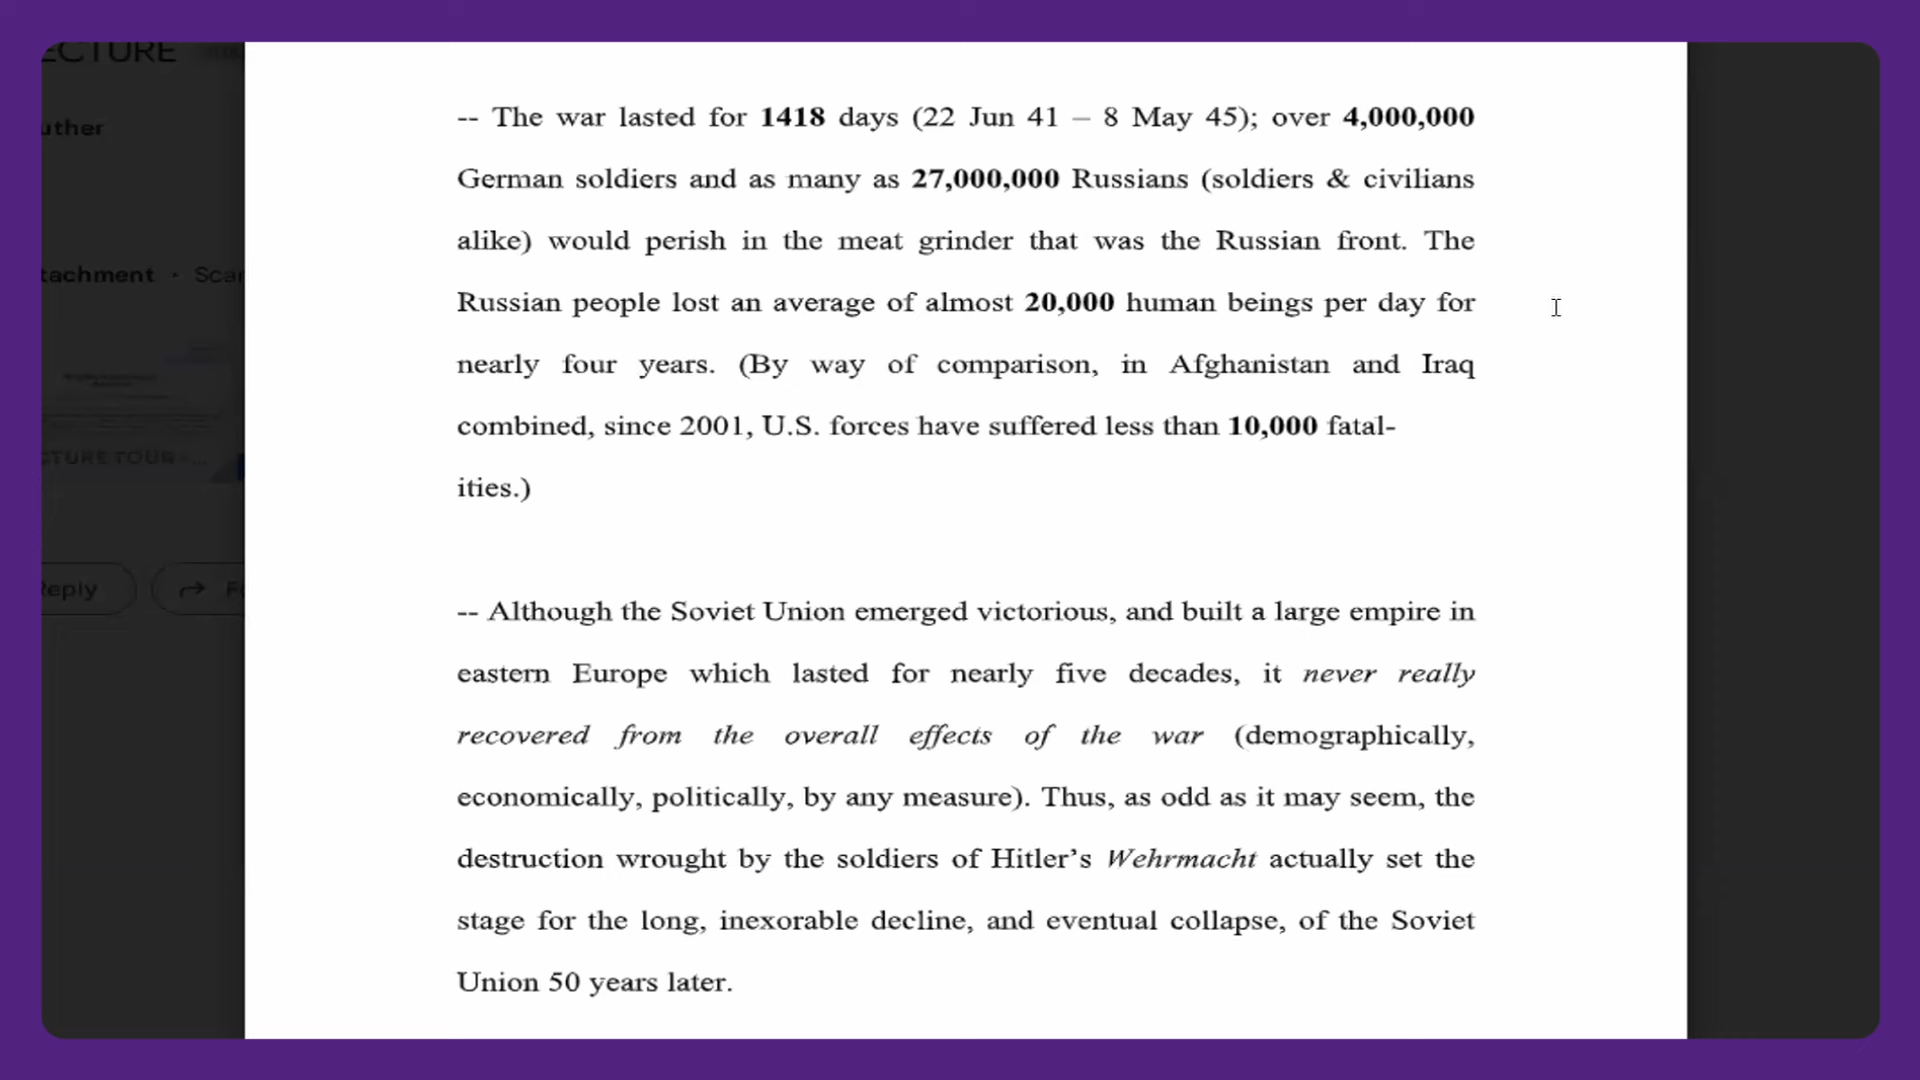 ECTURE
uther
tachment · Scan
CTURE TOUR - ...
Reply
-- The war lasted for 1418 days (22 Jun 41 – 8 May 45); over 4,000,000
German soldiers and as many as 27,000,000 Russians (soldiers & civilians
alike) would perish in the meat grinder that was the Russian front. The
Russian people lost an average of almost 20,000 human beings per day for
nearly four years. (By way of comparison, in Afghanistan and Iraq
combined, since 2001, U.S. forces have suffered less than 10,000 fatal-
ities.)
-- Although the Soviet Union emerged victorious, and built a large empire in
eastern Europe which lasted for nearly five decades, it never really
recovered from the overall effects of the war (demographically,
economically, politically, by any measure). Thus, as odd as it may seem, the
destruction wrought by the soldiers of Hitler’s Wehrmacht actually set the
stage for the long, inexorable decline, and eventual collapse, of the Soviet
Union 50 years later.